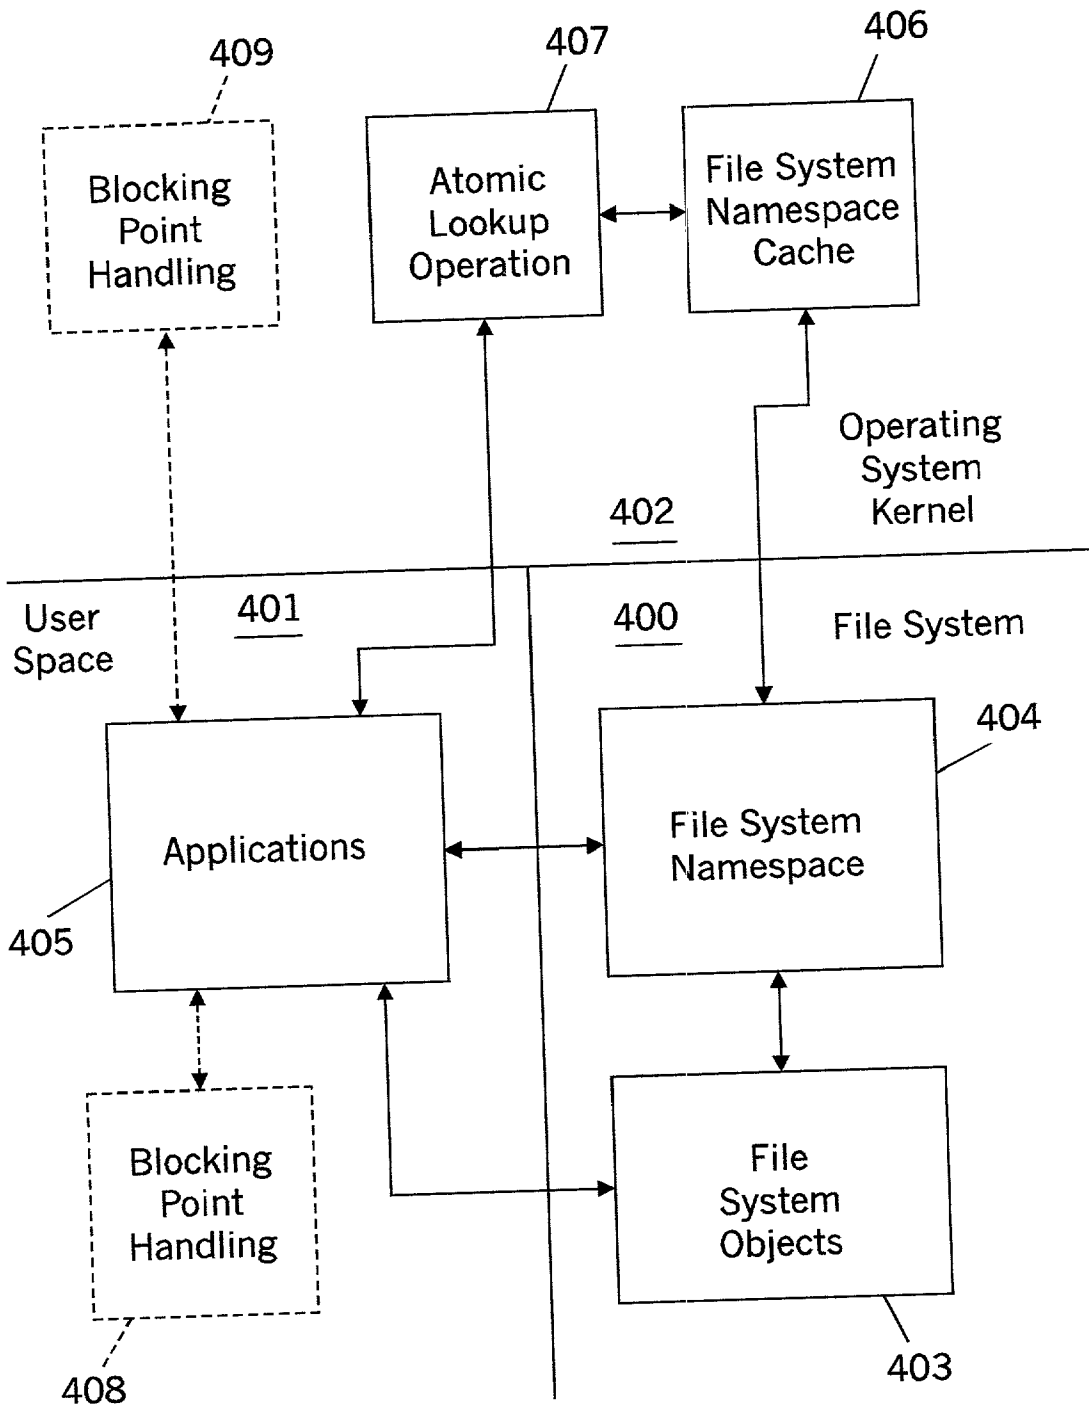 409
407
406
Blocking
Point
Handling
Atomic
Lookup
Operation
File System
Namespace
Cache
Operating
System
Kernel
402
User
Space
401
400
File System
404
Applications
File System
Namespace
405
Blocking
Point
Handling
File
System
Objects
408
403